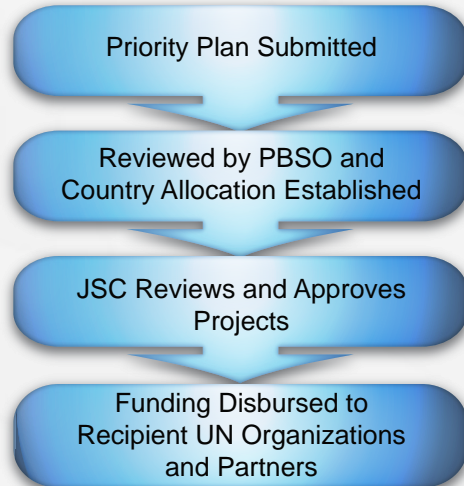 Priority Plan Submitted
Reviewed by PBSO and
Country Allocation Established
JSC Reviews and Approves
Projects
Funding Disbursed to
Recipient UN Organizations
and Partners